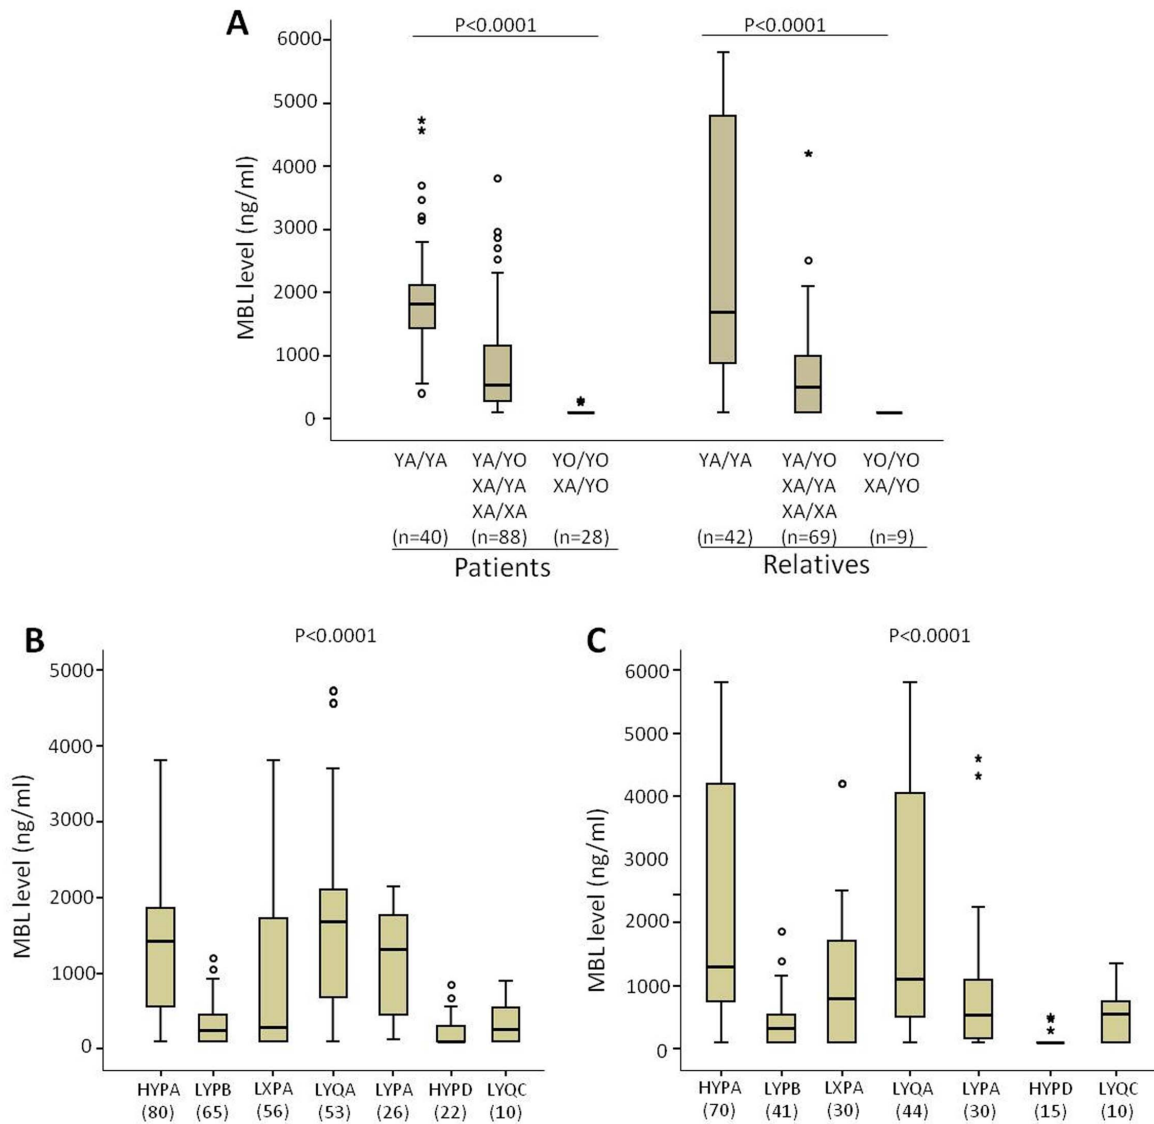 A
P<0.0001 P<0.0001
MBL level (ng/ml)
6000
5000
4000
3000
2000
1000
0
YA/YA YA/YO YO/YO YA/YA YA/YO YO/YO
XA/YA XA/YO XA/YA XA/YO
XA/XA XA/XA
(n=40) (n=88) (n=28) (n=42) (n=69) (n=9)
Patients Relatives
B
P<0.0001
MBL level (ng/ml)
5000
4000
3000
2000
1000
0
HYPA LYPB LXPA LYQA LYPA HYPD LYQC
(80) (65) (56) (53) (26) (22) (10)
C
P<0.0001
MBL level (ng/ml)
6000
5000
4000
3000
2000
1000
0
HYPA LYPB LXPA LYQA LYPA HYPD LYQC
(70) (41) (30) (44) (30) (15) (10)